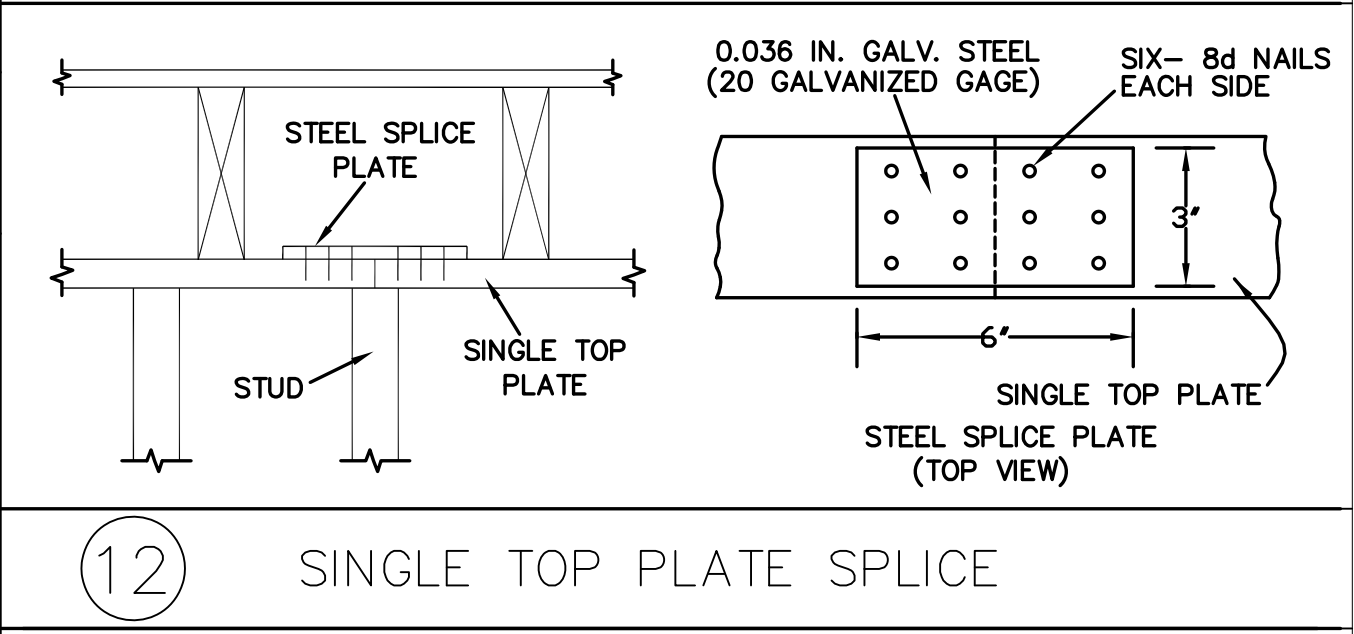 STEEL SPLICE
PLATE
STUD
SINGLE TOP
PLATE
0.036 IN. GALV. STEEL
(20 GALVANIZED GAGE)
SIX- 8d NAILS
EACH SIDE
3"
6"
SINGLE TOP PLATE
STEEL SPLICE PLATE
(TOP VIEW)
12 SINGLE TOP PLATE SPLICE